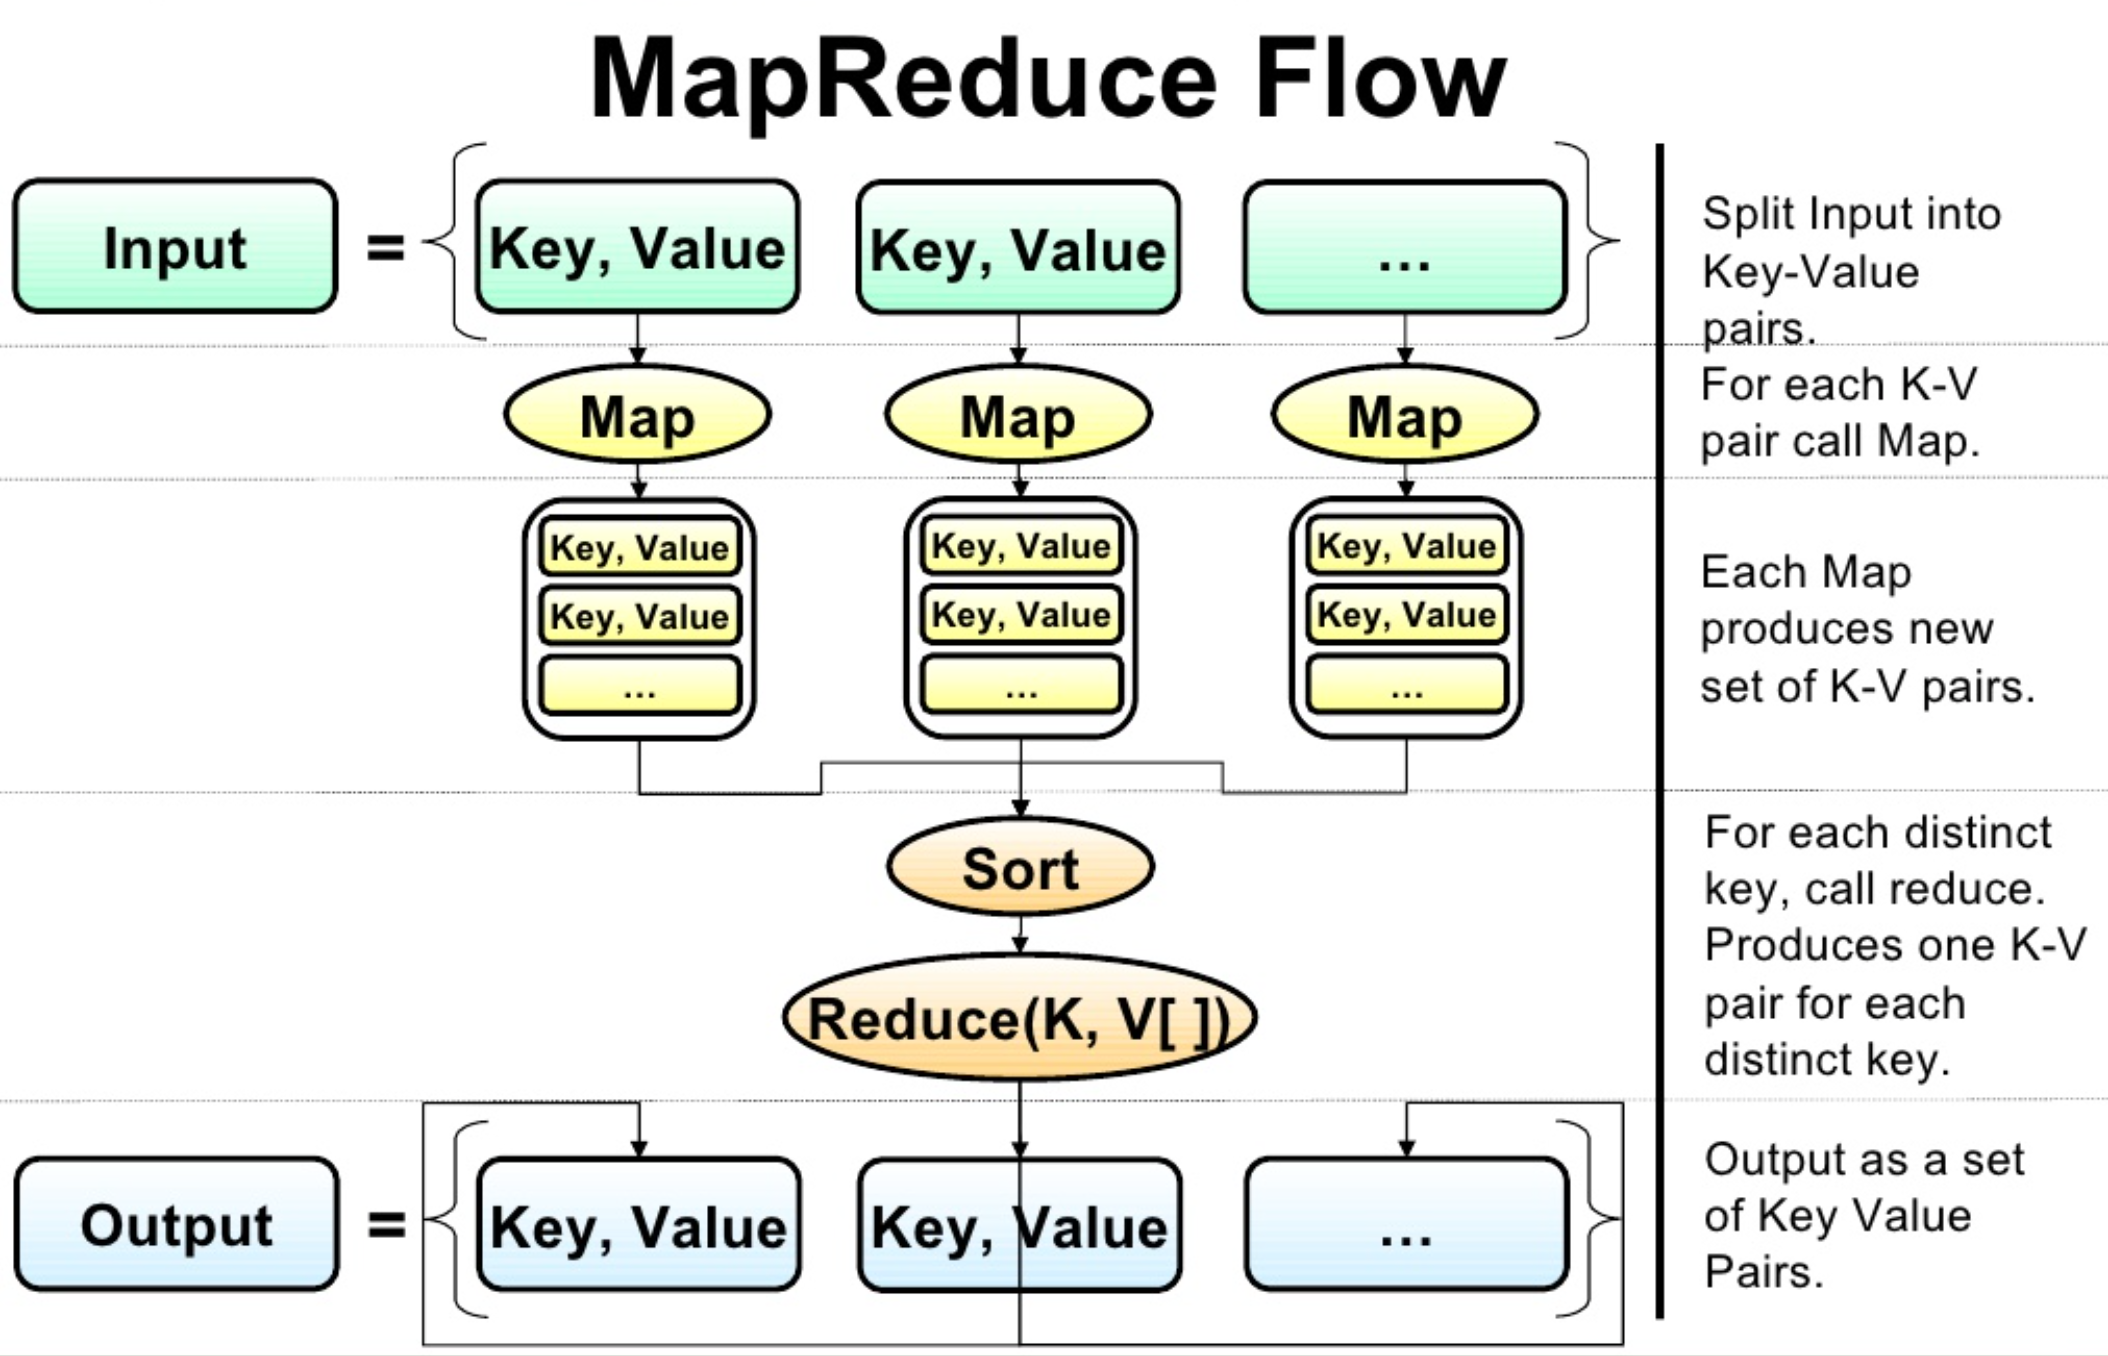 MapReduce Flow
Input
=
Key, Value
Key, Value
...
Split Input into
Key-Value
pairs.
Map
Map
Map
For each K-V
pair call Map.
Key, Value
Key, Value
...
Key, Value
Key, Value
...
Key, Value
Key, Value
...
Each Map
produces new
set of K-V pairs.
Sort
Reduce(K, V[ ])
For each distinct
key, call reduce.
Produces one K-V
pair for each
distinct key.
Output
=
Key, Value
Key, Value
...
Output as a set
of Key Value
Pairs.